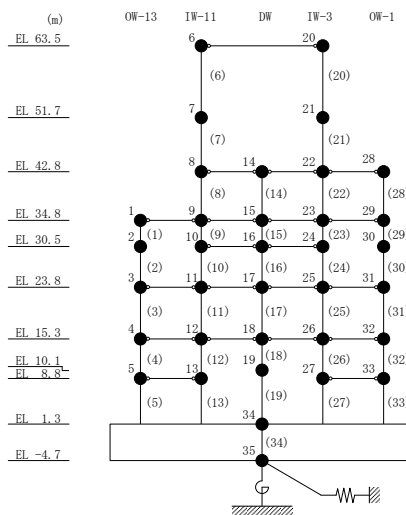 (m) OW-13 IW-11 DW IW-3 OW-1
EL 63.5 6 20
(6) (20)
EL 51.7 7 21
(7) (21)
EL 42.8 8 14 22 28
(8) (14) (22) (28)
EL 34.8 1 9 15 23 29
(1) (9) (15) (23) (29)
EL 30.5 2 10 16 24 30
(2) (10) (16) (24) (30)
EL 23.8 3 11 17 25 31
(3) (11) (17) (25) (31)
EL 15.3 4 12 18 26 32
(4) (12) (18) (26) (32)
EL 10.1 19
EL 8.8 5 13 27 33
(5) (13) (19) (27) (33)
EL 1.3 34
(34)
EL -4.7 35